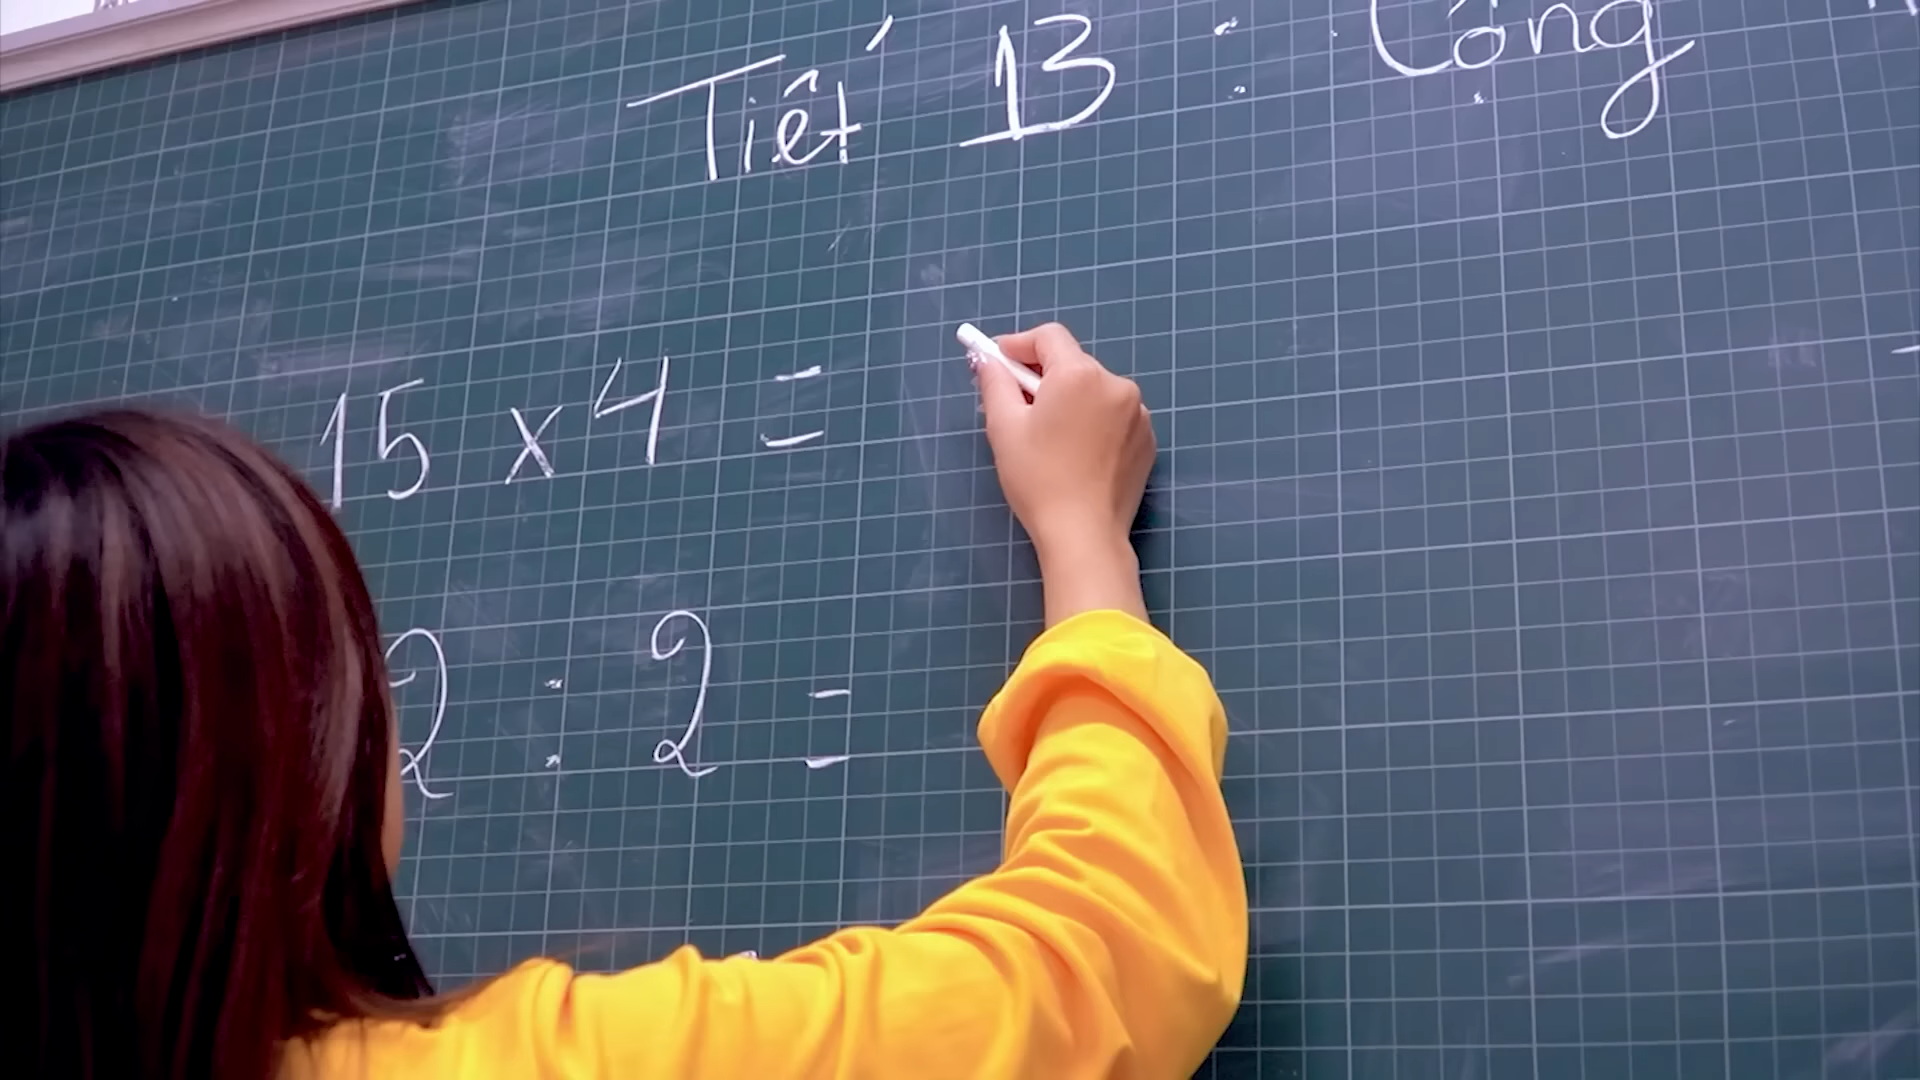 Tiết 13 : Cộng
15 x 4 =
2 : 2 =